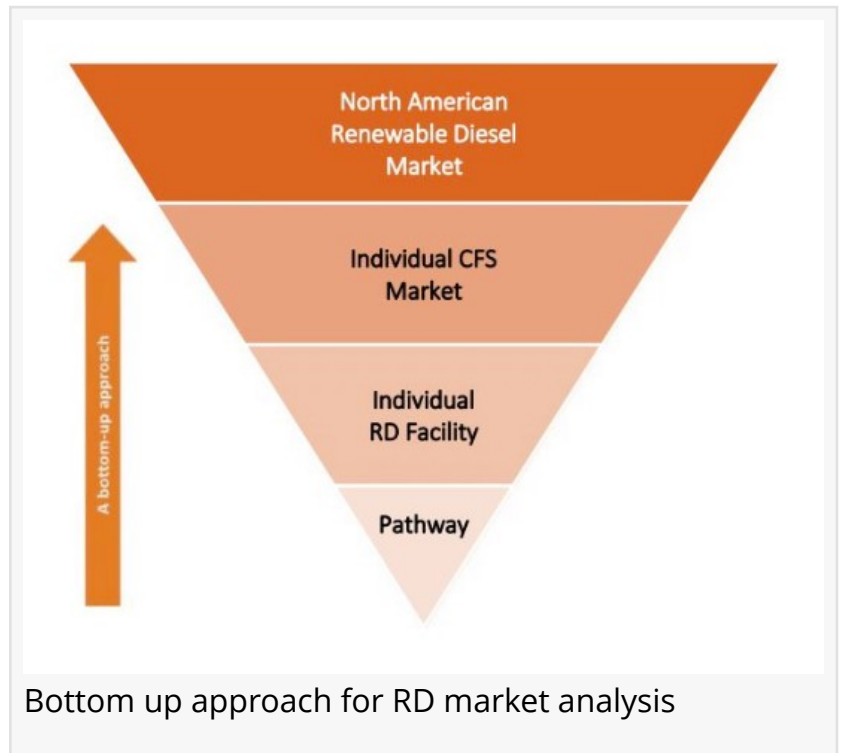 North American
Renewable Diesel
Market
Individual CFS
Market
A bottom-up approach
Individual
RD Facility
Pathway
Bottom up approach for RD market analysis